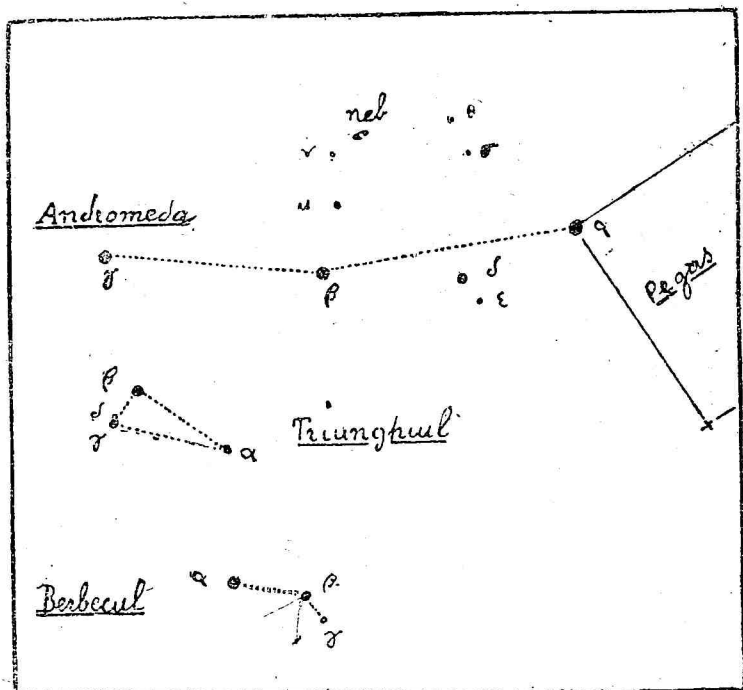 neb
θ
ν
σ
μ
Andromeda
α
γ
β
δ
ε
Pegas
β
δ
γ
α
Triunghiul
α
β
Berbecul
γ